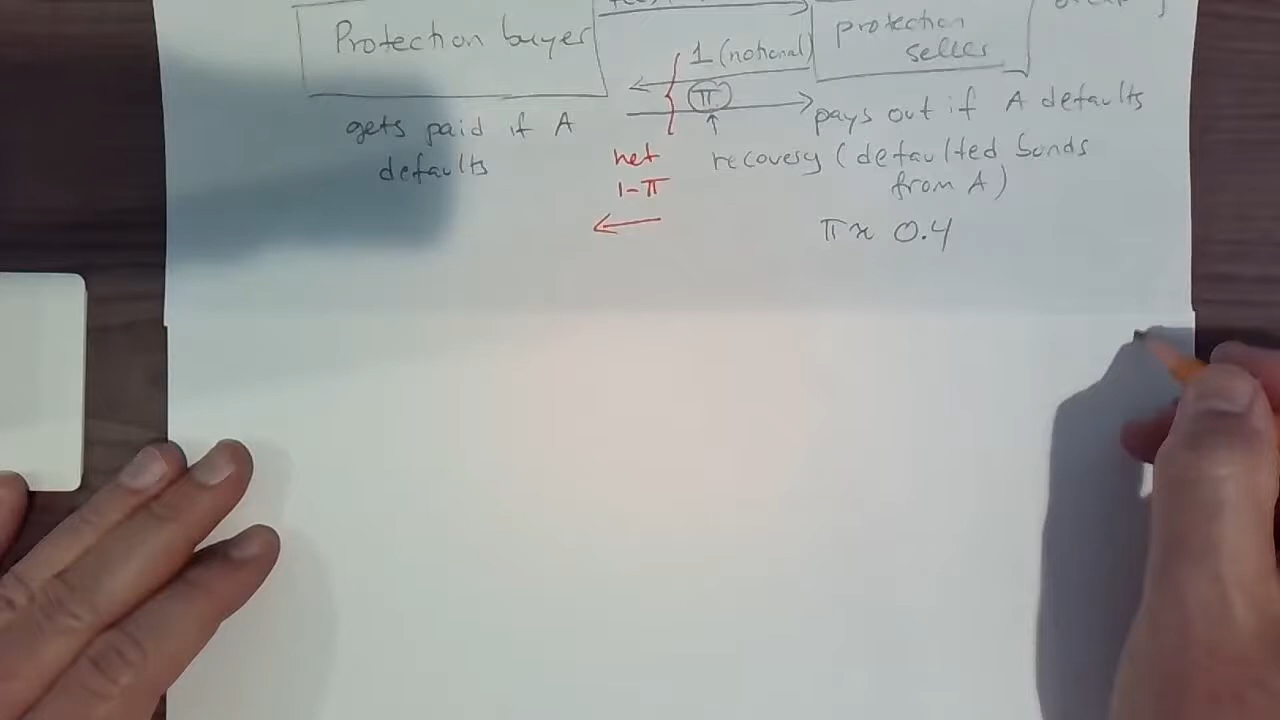 Protection buyer
1 (notional)
protection
seller
π
gets paid if A
defaults
pays out if A defaults
net
1-π
recovery (defaulted bonds
from A)
π ≈ 0.4